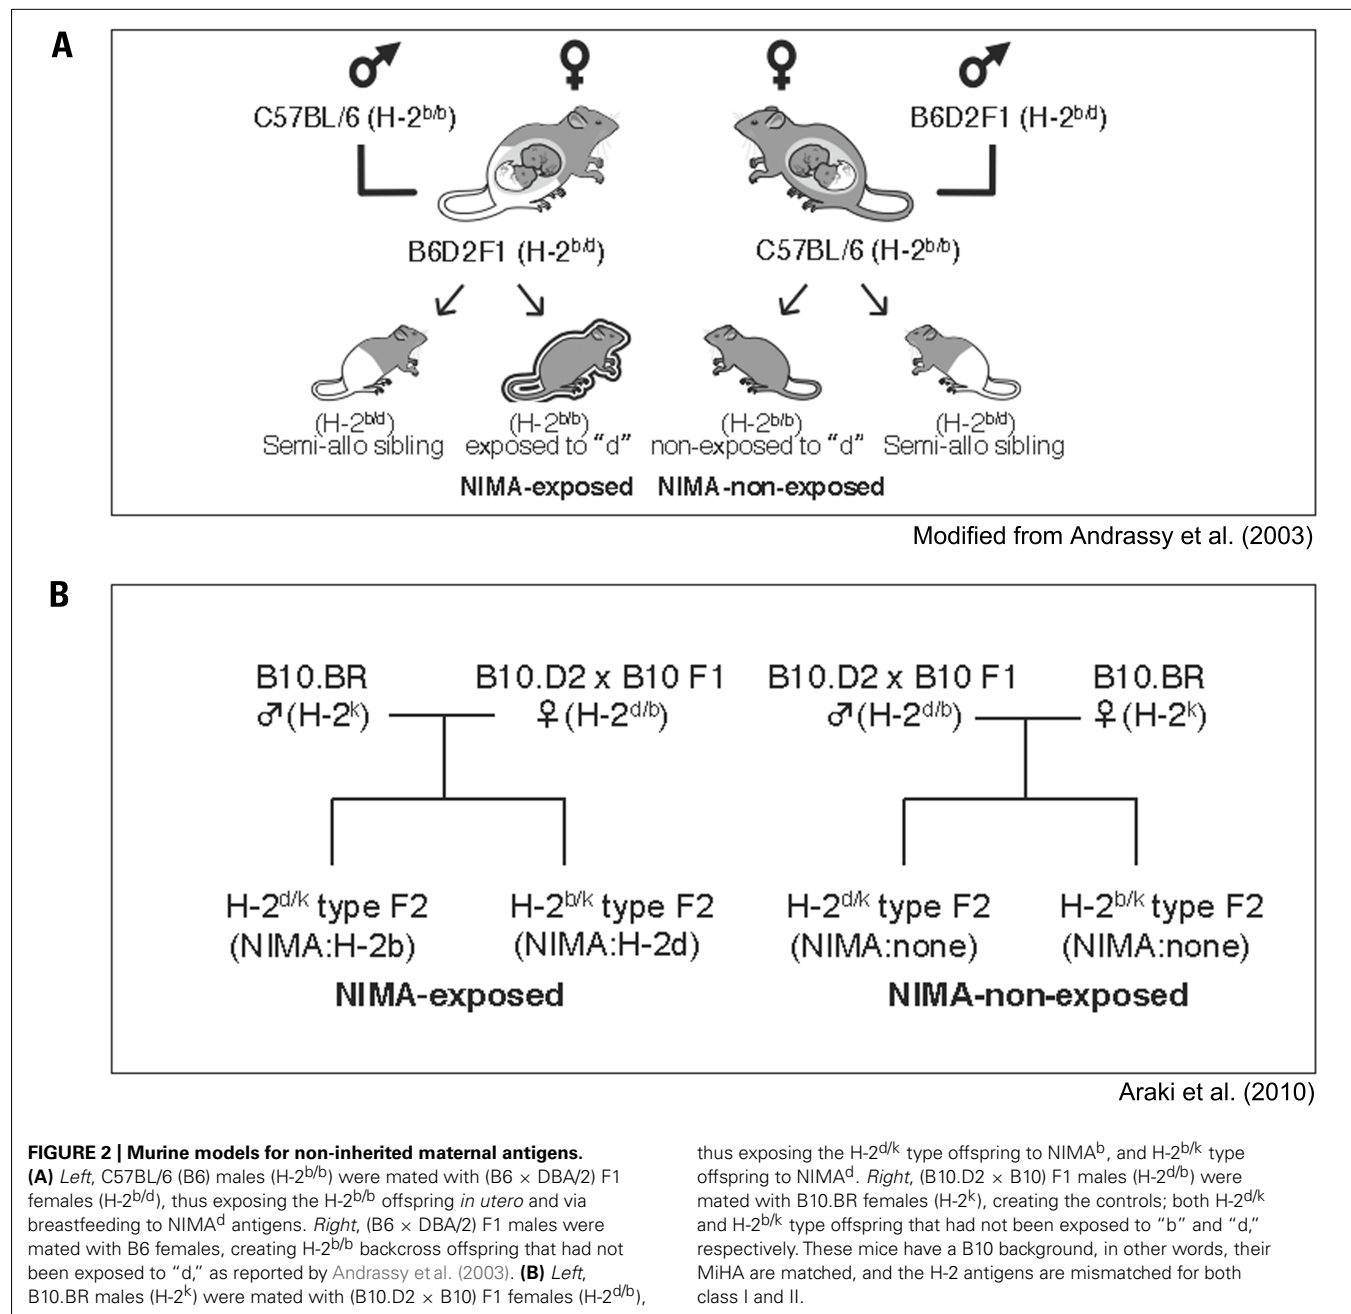 A
C57BL/6 (H-2b/b)
B6D2F1 (H-2b/d)
B6D2F1 (H-2b/d)
C57BL/6 (H-2b/b)
(H-2b/d)
Semi-allo sibling
(H-2b/b)
exposed to “d”
(H-2b/b)
non-exposed to “d”
(H-2b/d)
Semi-allo sibling
NIMA-exposed
NIMA-non-exposed
Modified from Andrassy et al. (2003)
B
B10.BR
♂(H-2k)
B10.D2 x B10 F1
♀(H-2d/b)
B10.D2 x B10 F1
♂(H-2d/b)
B10.BR
♀(H-2k)
H-2d/k type F2
(NIMA:H-2b)
H-2b/k type F2
(NIMA:H-2d)
H-2d/k type F2
(NIMA:none)
H-2b/k type F2
(NIMA:none)
NIMA-exposed
NIMA-non-exposed
Araki et al. (2010)
FIGURE 2 | Murine models for non-inherited maternal antigens.
(A) Left, C57BL/6 (B6) males (H-2b/b) were mated with (B6 × DBA/2) F1
females (H-2b/d), thus exposing the H-2b/b offspring in utero and via
breastfeeding to NIMAd antigens. Right, (B6 × DBA/2) F1 males were
mated with B6 females, creating H-2b/b backcross offspring that had not
been exposed to “d,” as reported by Andrassy et al. (2003). (B) Left,
B10.BR males (H-2k) were mated with (B10.D2 × B10) F1 females (H-2d/b),
thus exposing the H-2d/k type offspring to NIMAb, and H-2b/k type
offspring to NIMAd. Right, (B10.D2 × B10) F1 males (H-2d/b) were
mated with B10.BR females (H-2k), creating the controls; both H-2d/k
and H-2b/k type offspring that had not been exposed to “b” and “d,”
respectively. These mice have a B10 background, in other words, their
MiHA are matched, and the H-2 antigens are mismatched for both
class I and II.